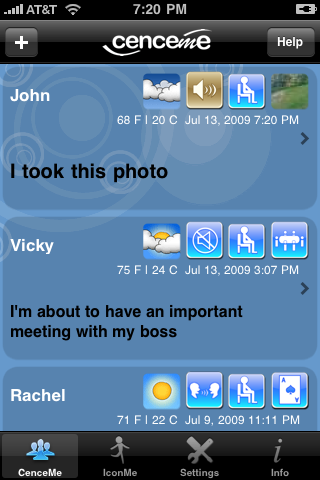 AT&T 7:20 PM
+ cenceme Help
John
68 F | 20 C Jul 13, 2009 7:20 PM
I took this photo
Vicky
75 F | 24 C Jul 13, 2009 3:07 PM
I'm about to have an important
meeting with my boss
Rachel
A
71 F | 22 C Jul 9, 2009 11:11 PM
CenceMe IconMe Settings Info